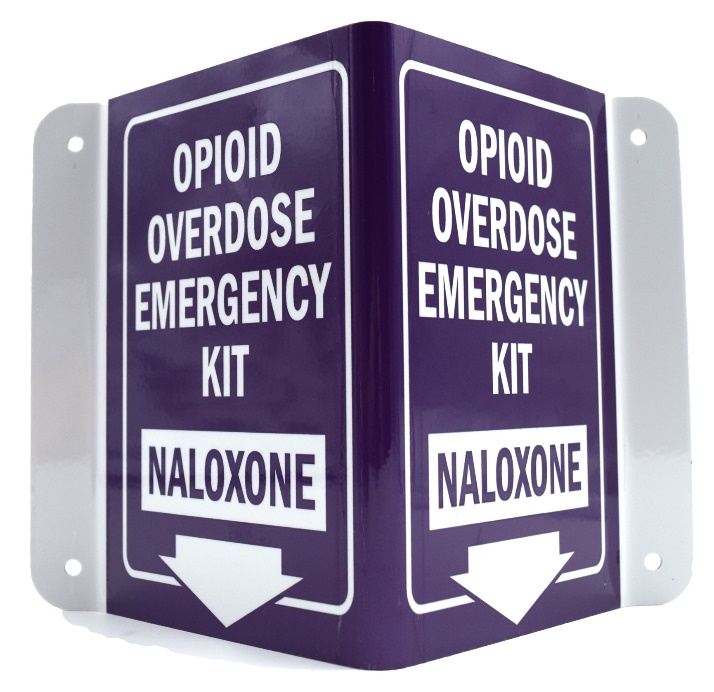 OPIOID
OVERDOSE
EMERGENCY
KIT
NALOXONE
OPIOID
OVERDOSE
EMERGENCY
KIT
NALOXONE